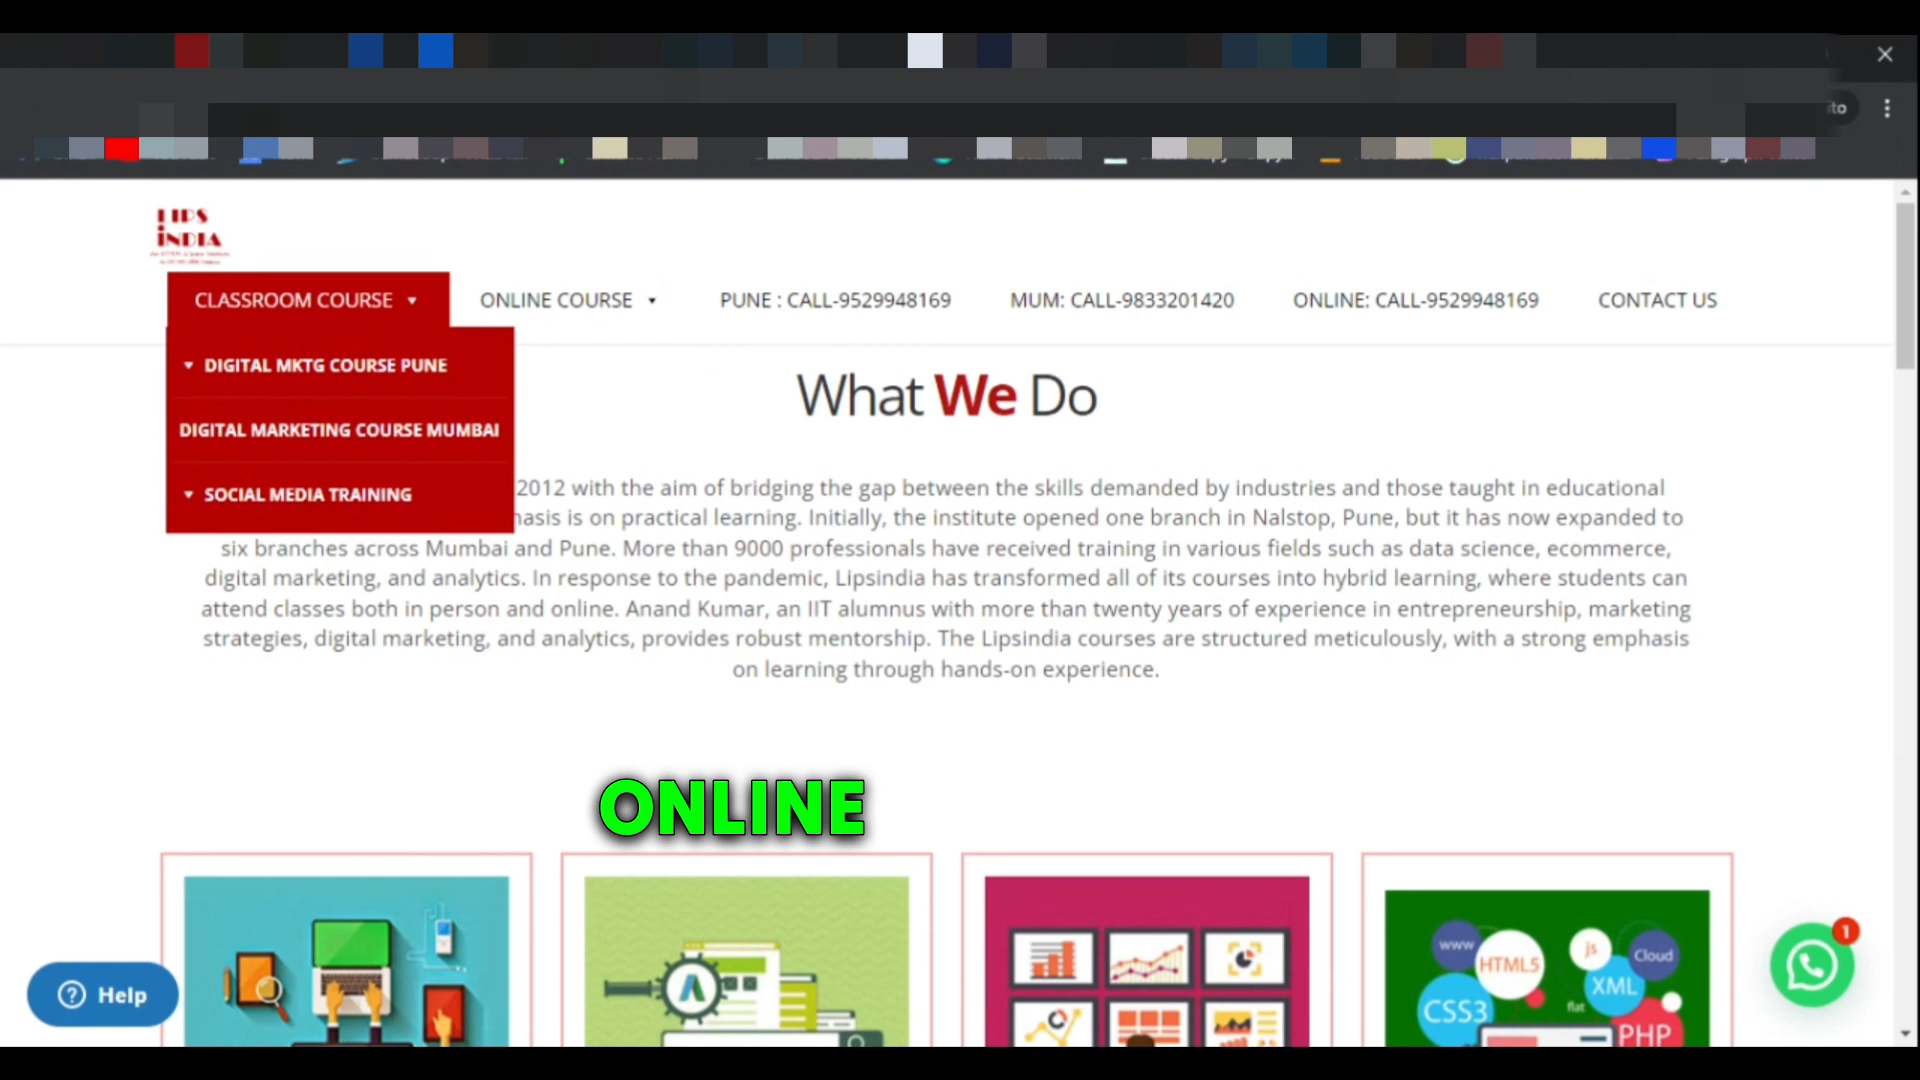 LIPS
INDIA
CLASSROOM COURSE
ONLINE COURSE
PUNE : CALL-9529948169
MUM: CALL-9833201420
ONLINE: CALL-9529948169
CONTACT US
DIGITAL MKTG COURSE PUNE
DIGITAL MARKETING COURSE MUMBAI
SOCIAL MEDIA TRAINING
What We Do
2012 with the aim of bridging the gap between the skills demanded by industries and those taught in educational
is on practical learning. Initially, the institute opened one branch in Nalstop, Pune, but it has now expanded to
six branches across Mumbai and Pune. More than 9000 professionals have received training in various fields such as data science, ecommerce,
digital marketing, and analytics. In response to the pandemic, Lipsindia has transformed all of its courses into hybrid learning, where students can
attend classes both in person and online. Anand Kumar, an IIT alumnus with more than twenty years of experience in entrepreneurship, marketing
strategies, digital marketing, and analytics, provides robust mentorship. The Lipsindia courses are structured meticulously, with a strong emphasis
on learning through hands-on experience.
ONLINE
www
HTML5
js
Cloud
CSS3
XML
flat
PHP
Help
1